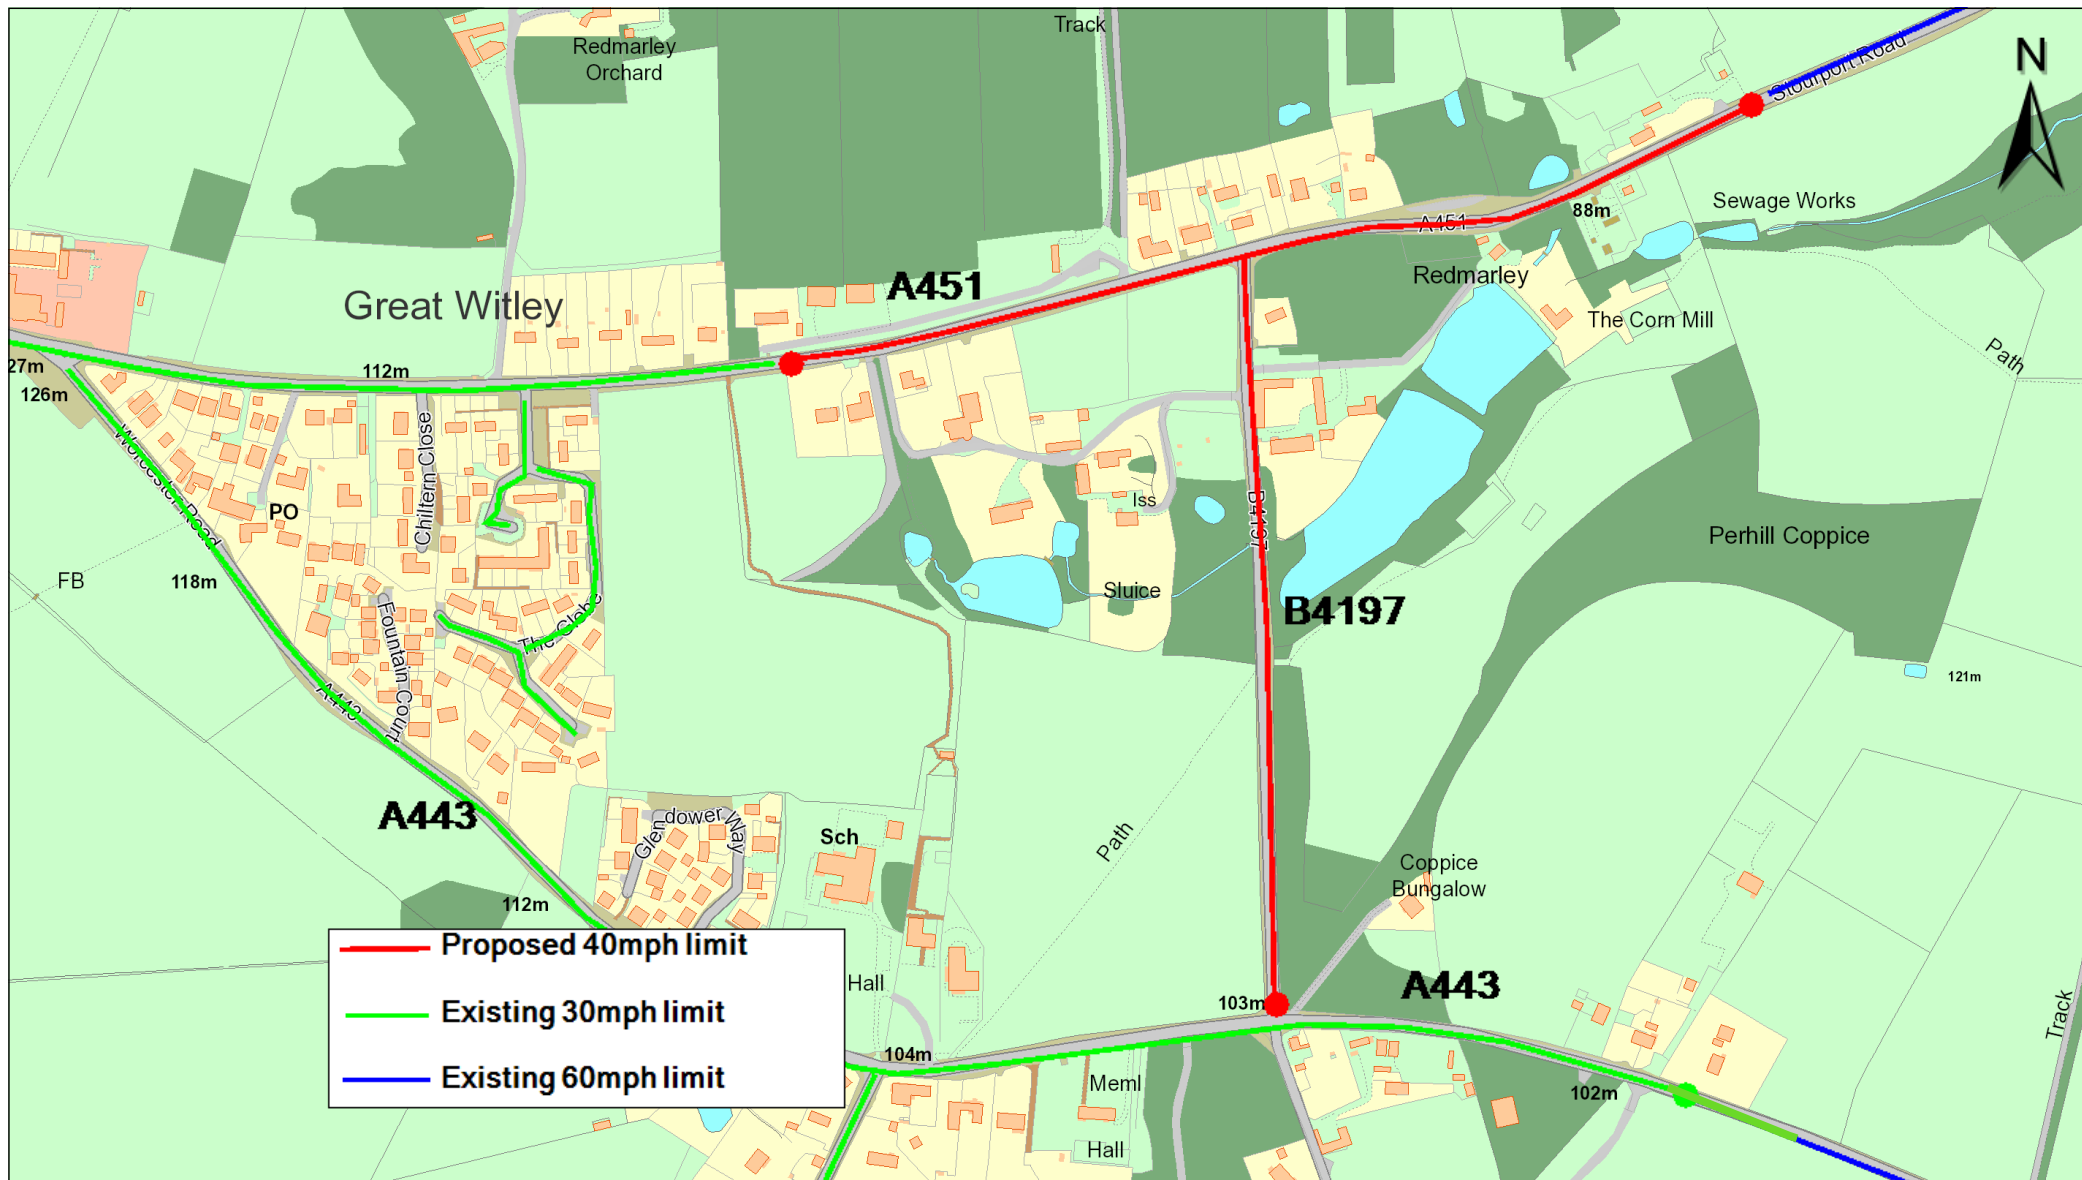 Track
Redmarley
Orchard
Stourport Road
N
Sewage Works
88m
A451
Redmarley
A451
Great Witley
The Corn Mill
Path
112m
27m
126m
Chiltern Close
Worcester Road
PO
Iss
B4197
Perhill Coppice
118m
FB
Sluice
B4197
The Glebe
Fountain Court
121m
A443
A443
Glendower Way
Sch
Path
Coppice
Bungalow
112m
Proposed 40mph limit
Existing 30mph limit
Existing 60mph limit
Hall
103m
A443
Track
104m
Meml
Hall
102m